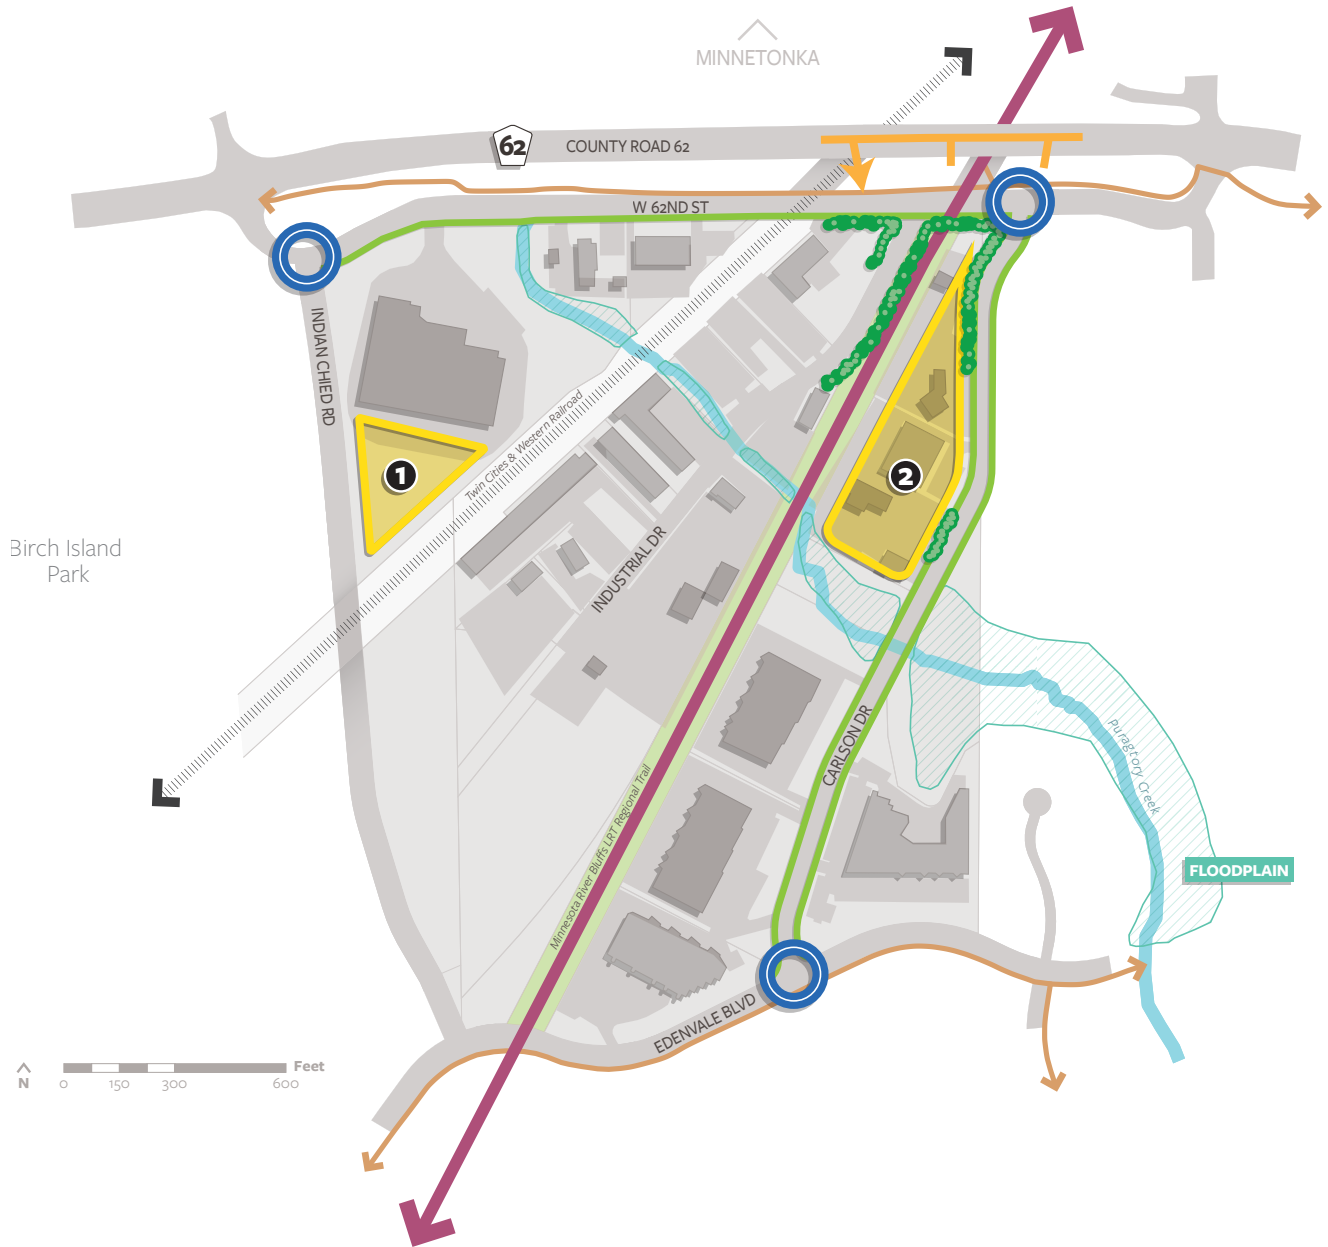 MINNETONKA
62
COUNTY ROAD 62
W 62ND ST
INDIAN CHIED RD
Twin Cities & Western Railroad
1
2
Birch Island
Park
INDUSTRIAL DR
CARLSON DR
Puragtory Creek
Minnesota River Bluffs LRT Regional Trail
FLOODPLAIN
EDENVALE BLVD
N
Feet
0 150 300 600